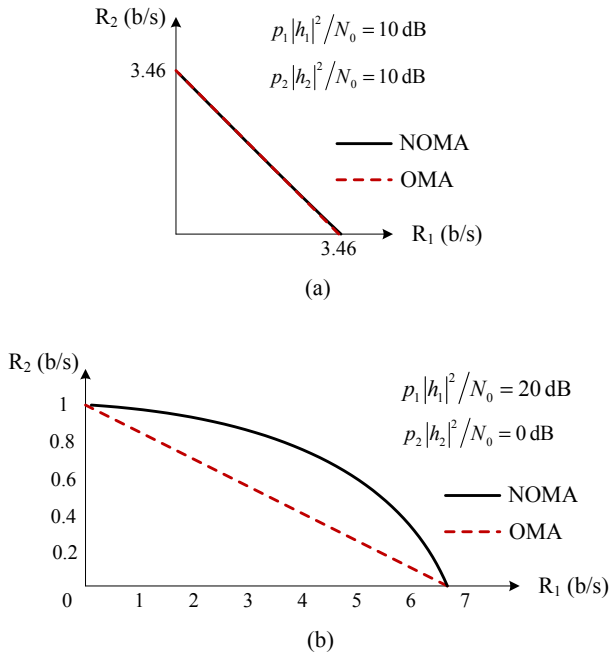 R₂ (b/s)
p₁|h₁|²/N₀ = 10 dB
p₂|h₂|²/N₀ = 10 dB
3.46
NOMA
OMA
R₁ (b/s)
3.46
(a)
R₂ (b/s)
p₁|h₁|²/N₀ = 20 dB
p₂|h₂|²/N₀ = 0 dB
1
0.8
0.6
0.4
0.2
NOMA
OMA
0 1 2 3 4 5 6 7 R₁ (b/s)
(b)